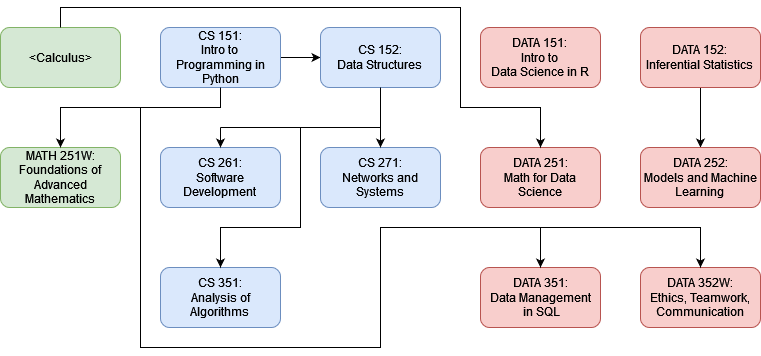 <Calculus>
CS 151:
Intro to
Programming in
Python
CS 152:
Data Structures
DATA 151:
Intro to
Data Science in R
DATA 152:
Inferential Statistics
MATH 251W:
Foundations of
Advanced
Mathematics
CS 261:
Software
Development
CS 271:
Networks and
Systems
DATA 251:
Math for Data
Science
DATA 252:
Models and Machine
Learning
CS 351:
Analysis of
Algorithms
DATA 351:
Data Management
in SQL
DATA 352W:
Ethics, Teamwork,
Communication